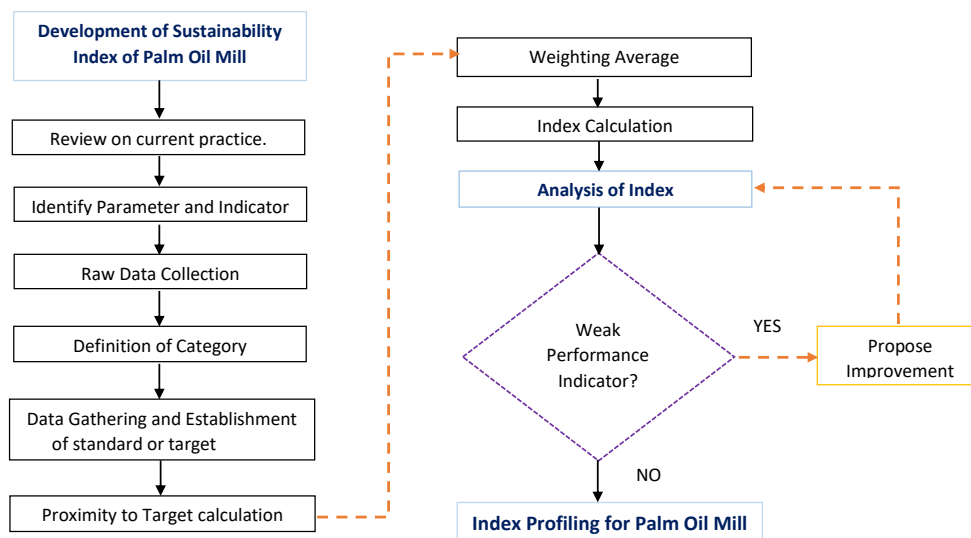 Development of Sustainability
Index of Palm Oil Mill
Review on current practice.
Identify Parameter and Indicator
Raw Data Collection
Definition of Category
Data Gathering and Establishment
of standard or target
Proximity to Target calculation
Weighting Average
Index Calculation
Analysis of Index
Weak
Performance
Indicator?
YES
Propose
Improvement
NO
Index Profiling for Palm Oil Mill